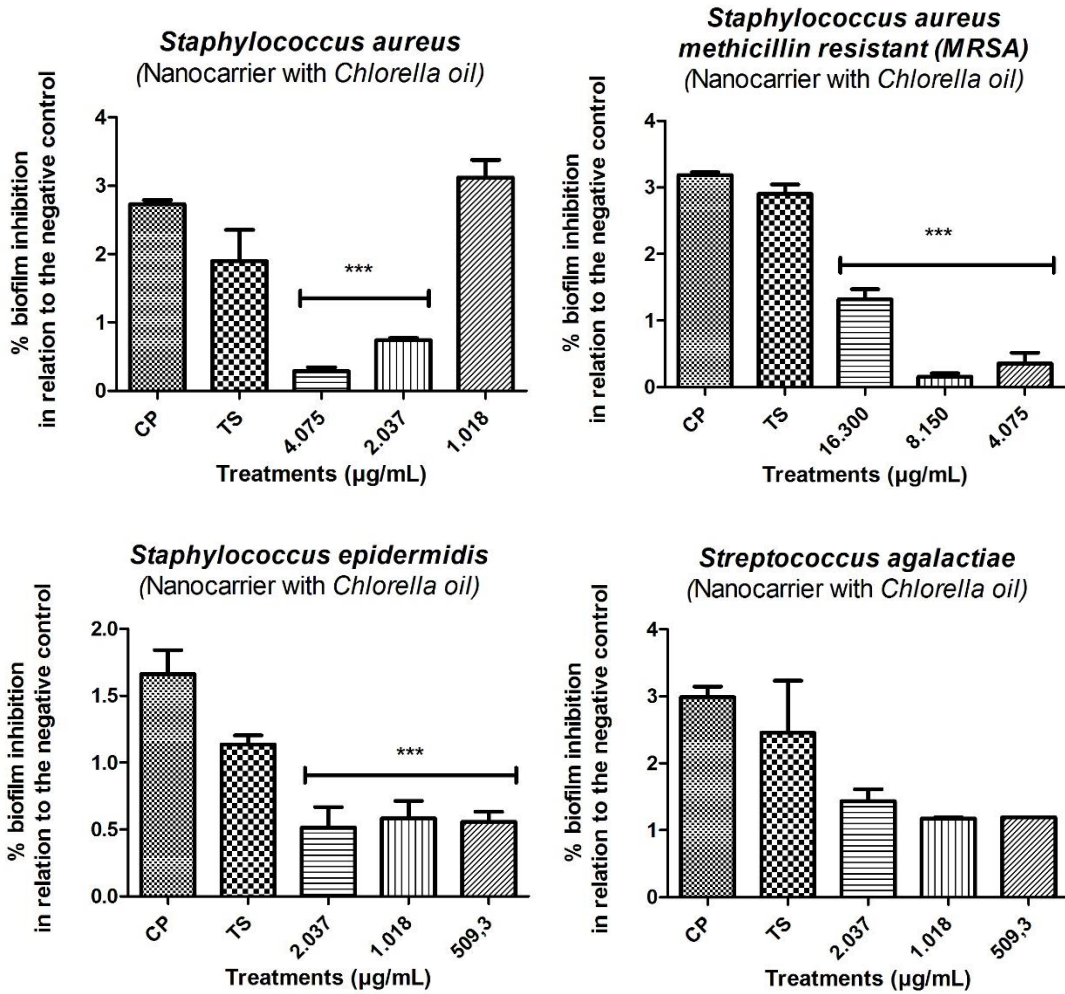 Staphylococcus aureus
(Nanocarrier with Chlorella oil)
% biofilm inhibition
in relation to the negative control
4
3
2
1
0
***
CP
TS
4.075
2.037
1.018
Treatments (µg/mL)
Staphylococcus aureus
methicillin resistant (MRSA)
(Nanocarrier with Chlorella oil)
% biofilm inhibition
in relation to the negative control
4
3
2
1
0
***
CP
TS
16.300
8.150
4.075
Treatments (µg/mL)
Staphylococcus epidermidis
(Nanocarrier with Chlorella oil)
% biofilm inhibition
in relation to the negative control
2.0
1.5
1.0
0.5
0.0
***
CP
TS
2.037
1.018
509,3
Treatments (µg/mL)
Streptococcus agalactiae
(Nanocarrier with Chlorella oil)
% biofilm inhibition
in relation to the negative control
4
3
2
1
0
CP
TS
2.037
1.018
509,3
Treatments (µg/mL)